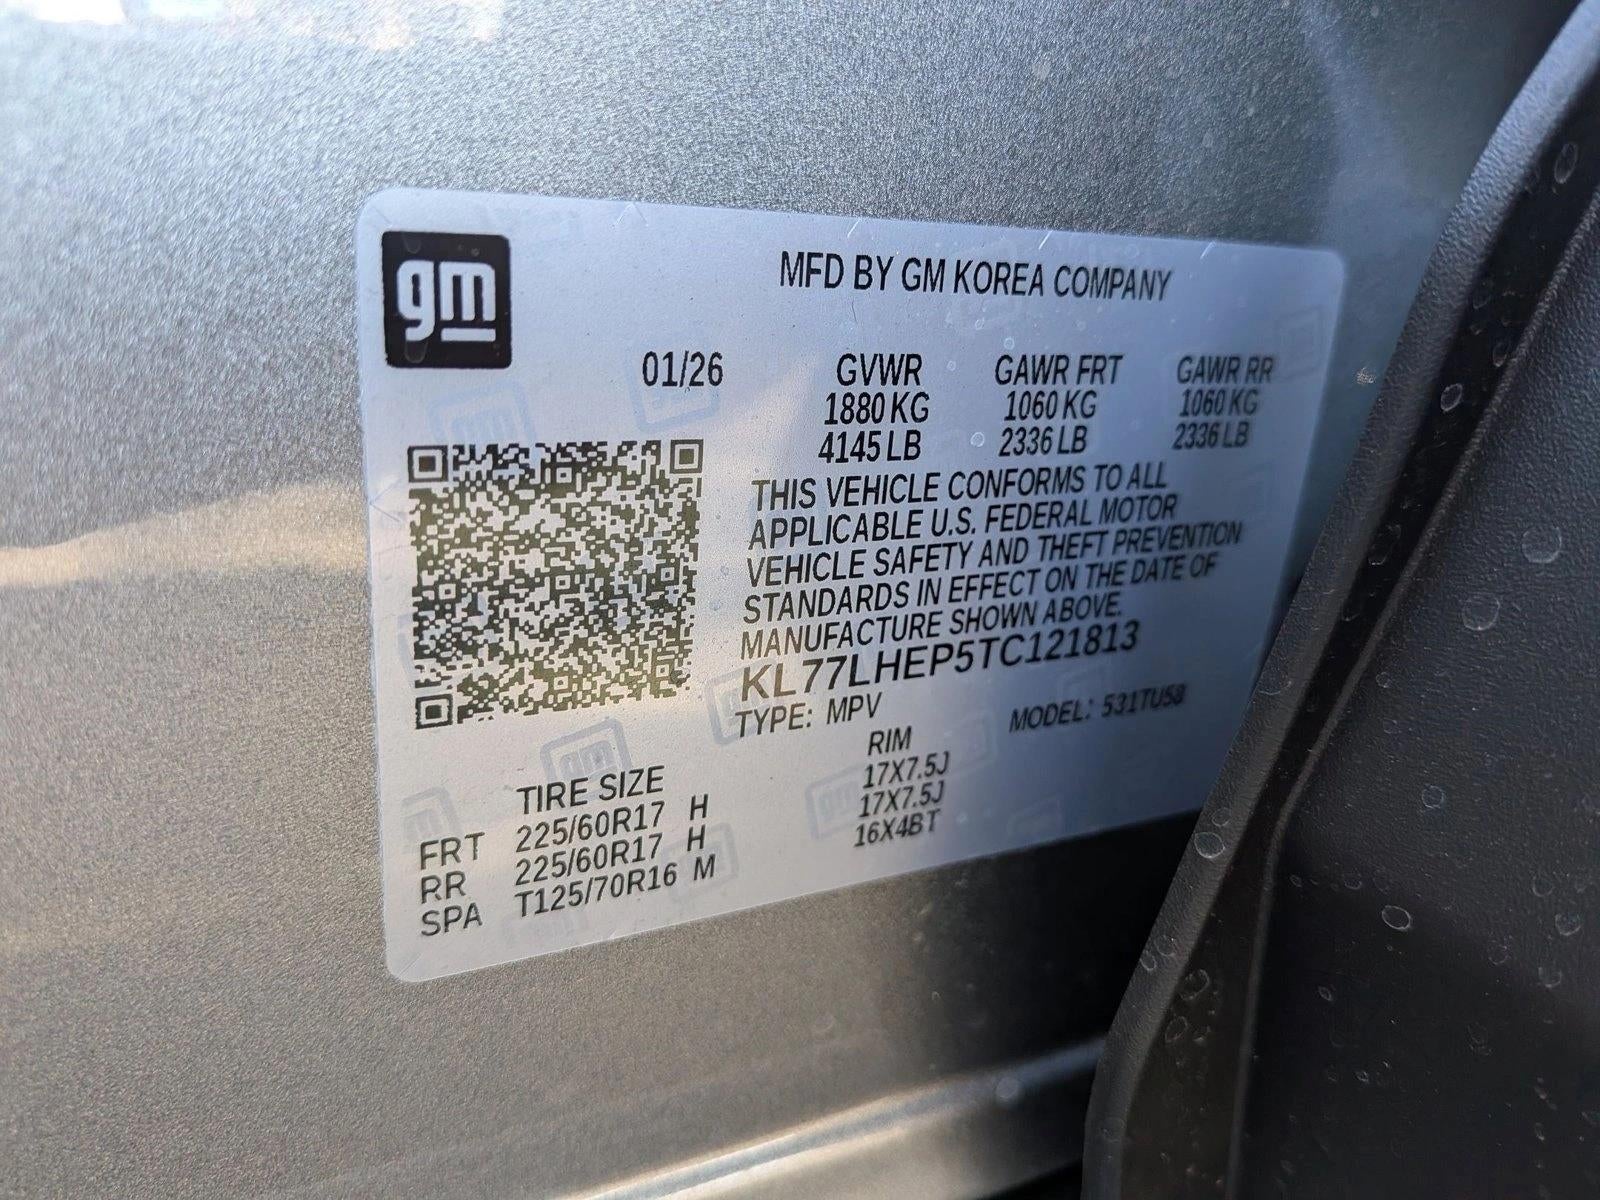 gm
MFD BY GM KOREA COMPANY
01/26 GVWR GAWR FRT GAWR RR
1880 KG 1060 KG 1060 KG
4145 LB 2336 LB 2336 LB
THIS VEHICLE CONFORMS TO ALL
APPLICABLE U.S. FEDERAL MOTOR
VEHICLE SAFETY AND THEFT PREVENTION
STANDARDS IN EFFECT ON THE DATE OF
MANUFACTURE SHOWN ABOVE.
KL77LHEP5TC121813
TYPE: MPV MODEL: 531TU58
TIRE SIZE RIM
FRT 225/60R17 H 17X7.5J
RR 225/60R17 H 17X7.5J
SPA T125/70R16 M 16X4BT